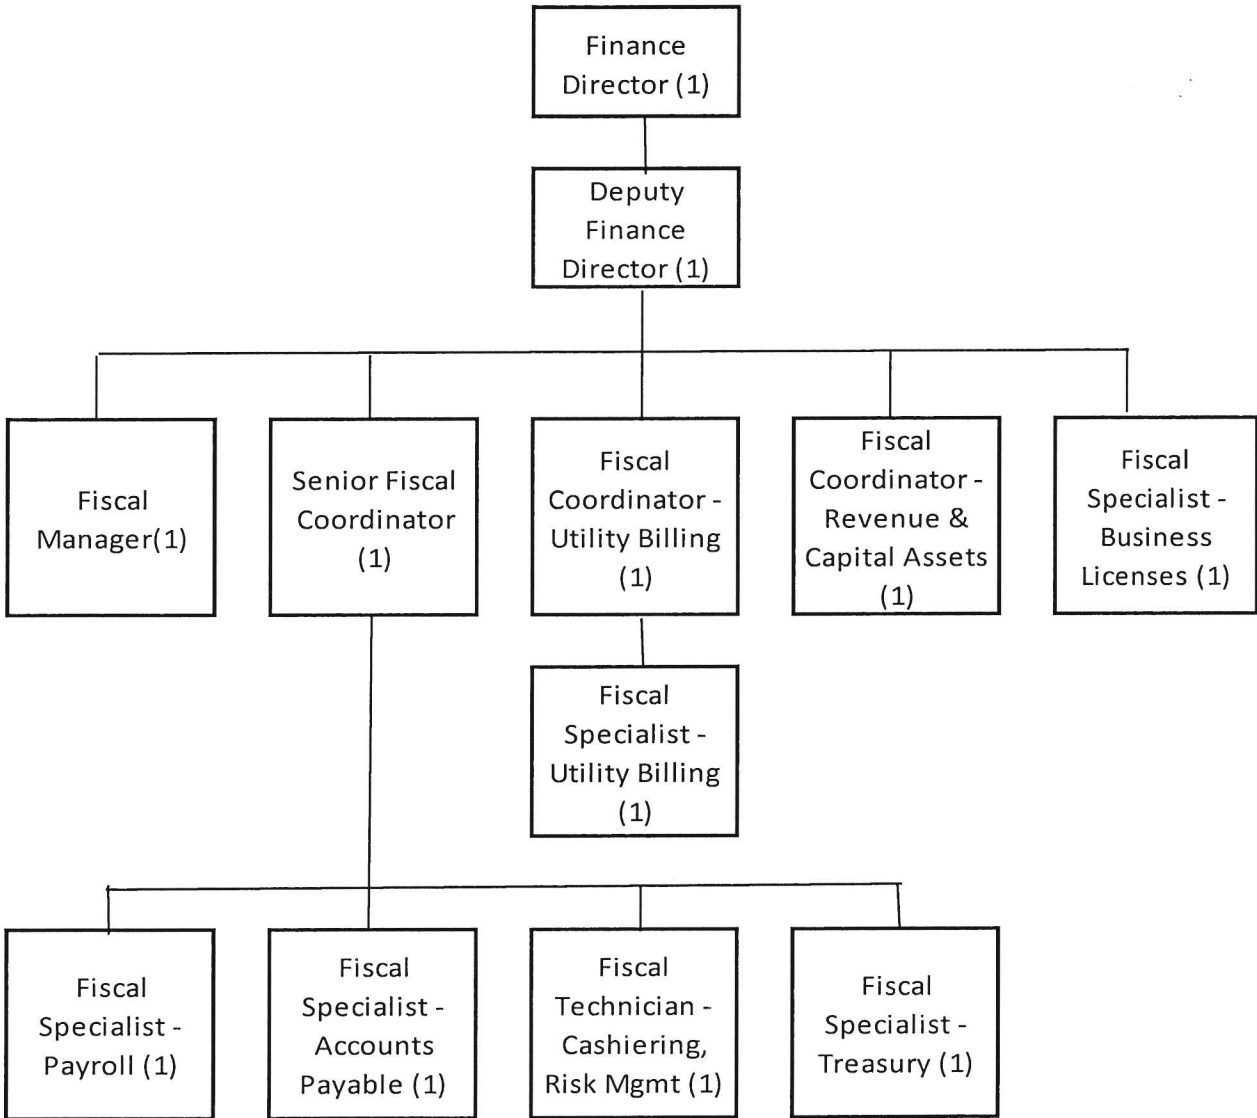 Finance
Director (1)
Deputy
Finance
Director (1)
Fiscal
Manager(1)
Senior Fiscal
Coordinator
(1)
Fiscal
Coordinator -
Utility Billing
(1)
Fiscal
Coordinator -
Revenue &
Capital Assets
(1)
Fiscal
Specialist -
Business
Licenses (1)
Fiscal
Specialist -
Utility Billing
(1)
Fiscal
Specialist -
Payroll (1)
Fiscal
Specialist -
Accounts
Payable (1)
Fiscal
Technician -
Cashiering,
Risk Mgmt (1)
Fiscal
Specialist -
Treasury (1)